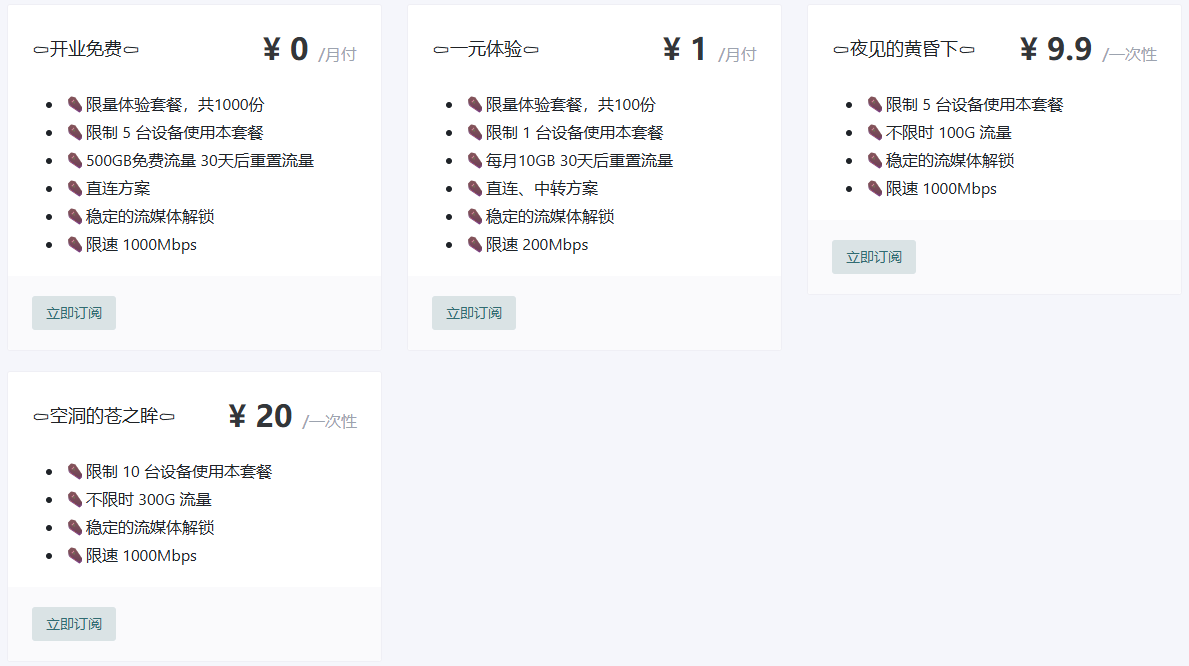 ⚰️开业免费⚰️ ¥ 0 /月付
⚰️限量体验套餐，共1000份
⚰️限制 5 台设备使用本套餐
⚰️500GB免费流量 30天后重置流量
⚰️直连方案
⚰️稳定的流媒体解锁
⚰️限速 1000Mbps
立即订阅
⚰️一元体验⚰️ ¥ 1 /月付
⚰️限量体验套餐，共100份
⚰️限制 1 台设备使用本套餐
⚰️每月10GB 30天后重置流量
⚰️直连、中转方案
⚰️稳定的流媒体解锁
⚰️限速 200Mbps
立即订阅
⚰️夜见的黄昏下⚰️ ¥ 9.9 /一次性
⚰️限制 5 台设备使用本套餐
⚰️不限时 100G 流量
⚰️稳定的流媒体解锁
⚰️限速 1000Mbps
立即订阅
⚰️空洞的苍之眸⚰️ ¥ 20 /一次性
⚰️限制 10 台设备使用本套餐
⚰️不限时 300G 流量
⚰️稳定的流媒体解锁
⚰️限速 1000Mbps
立即订阅